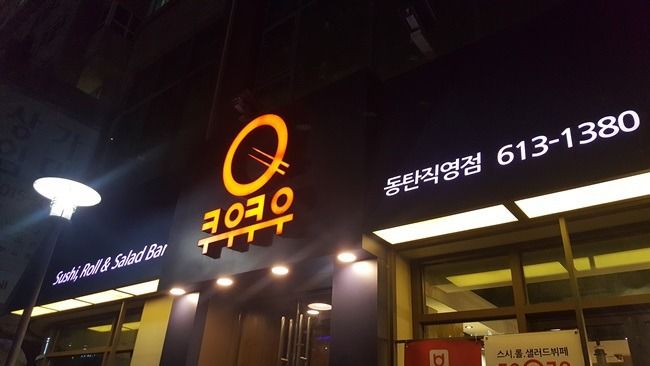 쿠우쿠우
동탄직영점 613-1380
Sushi, Roll & Salad Bar
스시.롤.샐러드뷔페